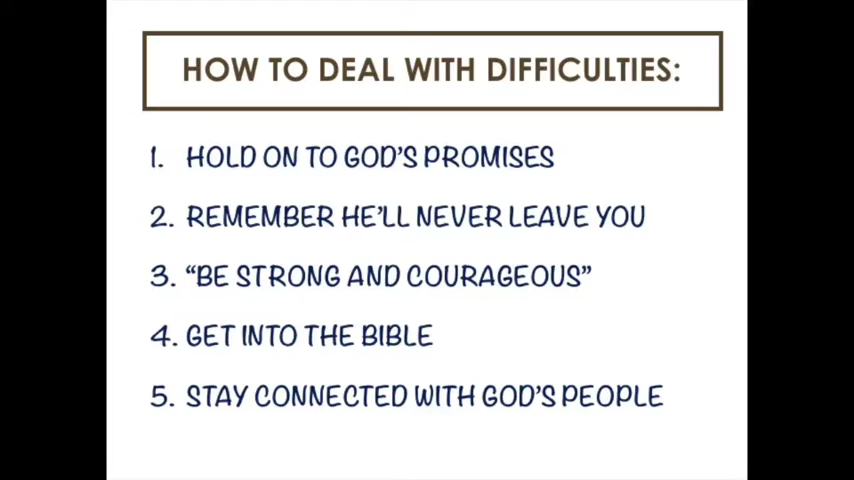 HOW TO DEAL WITH DIFFICULTIES:
1. HOLD ON TO GOD'S PROMISES
2. REMEMBER HE'LL NEVER LEAVE YOU
3. "BE STRONG AND COURAGEOUS"
4. GET INTO THE BIBLE
5. STAY CONNECTED WITH GOD'S PEOPLE